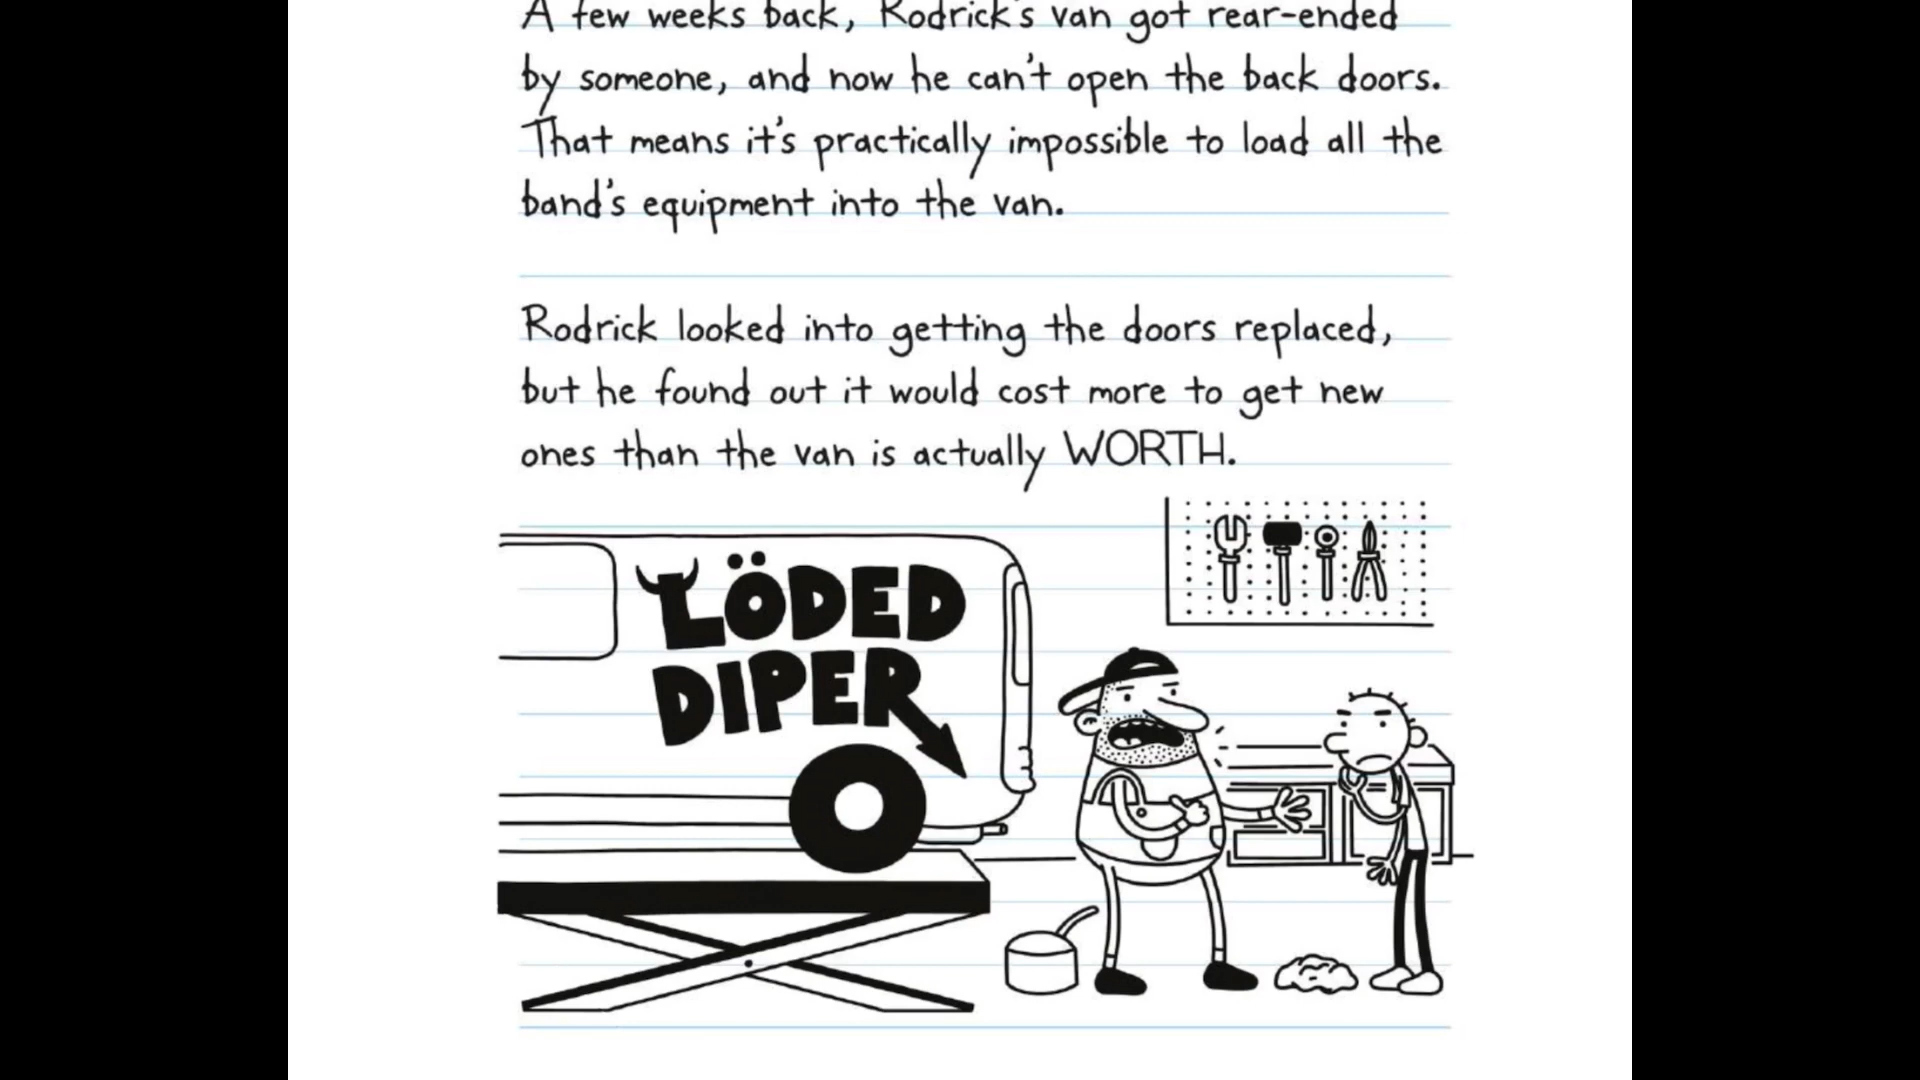 A few weeks back, Rodrick's van got rear-ended
by someone, and now he can't open the back doors.
That means it's practically impossible to load all the
band's equipment into the van.
Rodrick looked into getting the doors replaced,
but he found out it would cost more to get new
ones than the van is actually WORTH.
LÖDED
DIPER